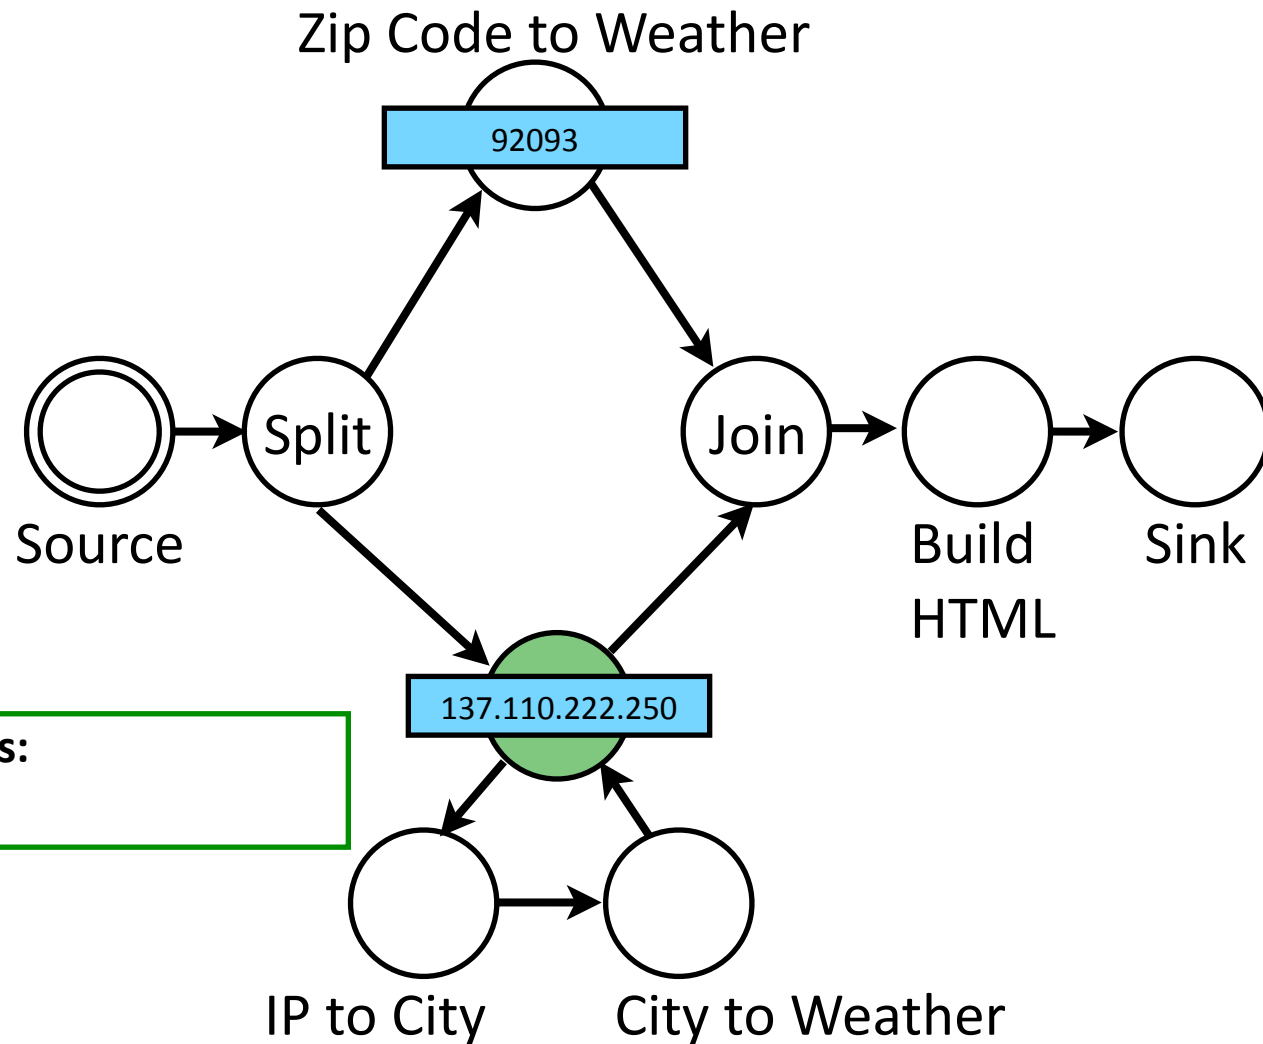 Zip Code to Weather
92093
Split
Join
Source
Build
HTML
Sink
137.110.222.250
s:
IP to City
City to Weather